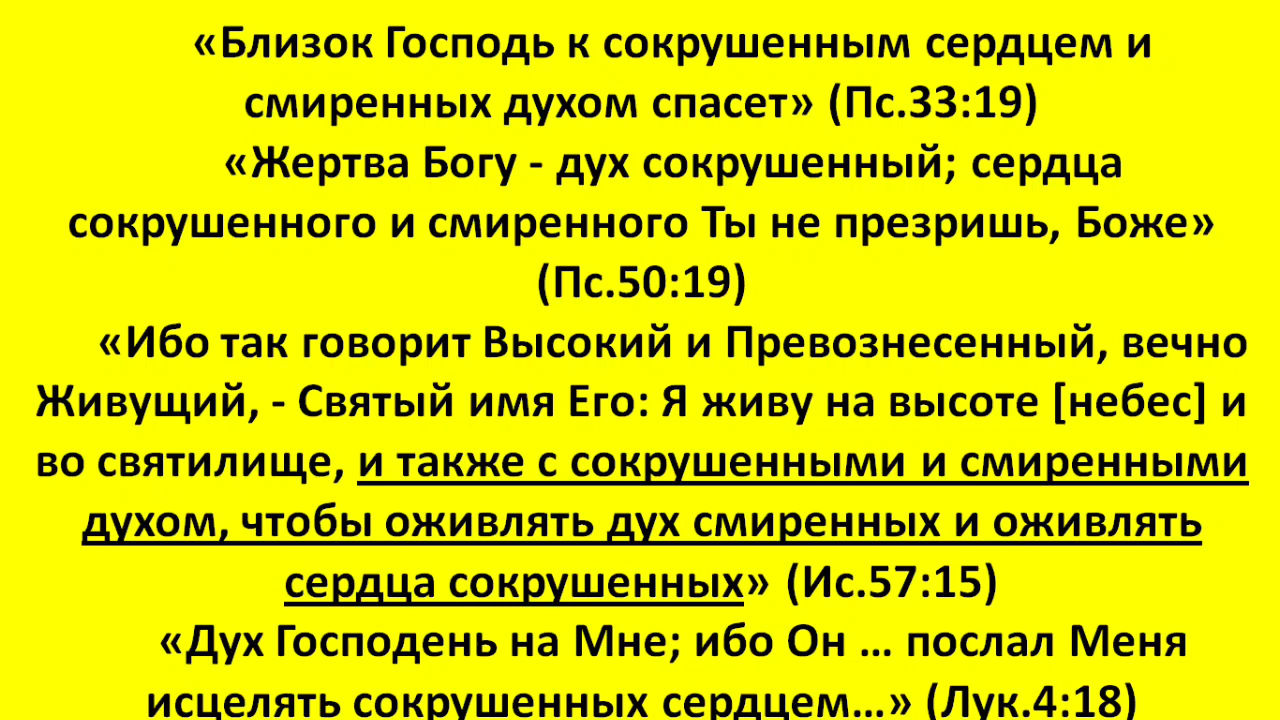 «Близок Господь к сокрушенным сердцем и
смиренных духом спасет» (Пс.33:19)
«Жертва Богу - дух сокрушенный; сердца
сокрушенного и смиренного Ты не презришь, Боже»
(Пс.50:19)
«Ибо так говорит Высокий и Превознесенный, вечно
Живущий, - Святый имя Его: Я живу на высоте [небес] и
во святилище, и также с сокрушенными и смиренными
духом, чтобы оживлять дух смиренных и оживлять
сердца сокрушенных» (Ис.57:15)
«Дух Господень на Мне; ибо Он … послал Меня
исцелять сокрушенных сердцем…» (Лук.4:18)